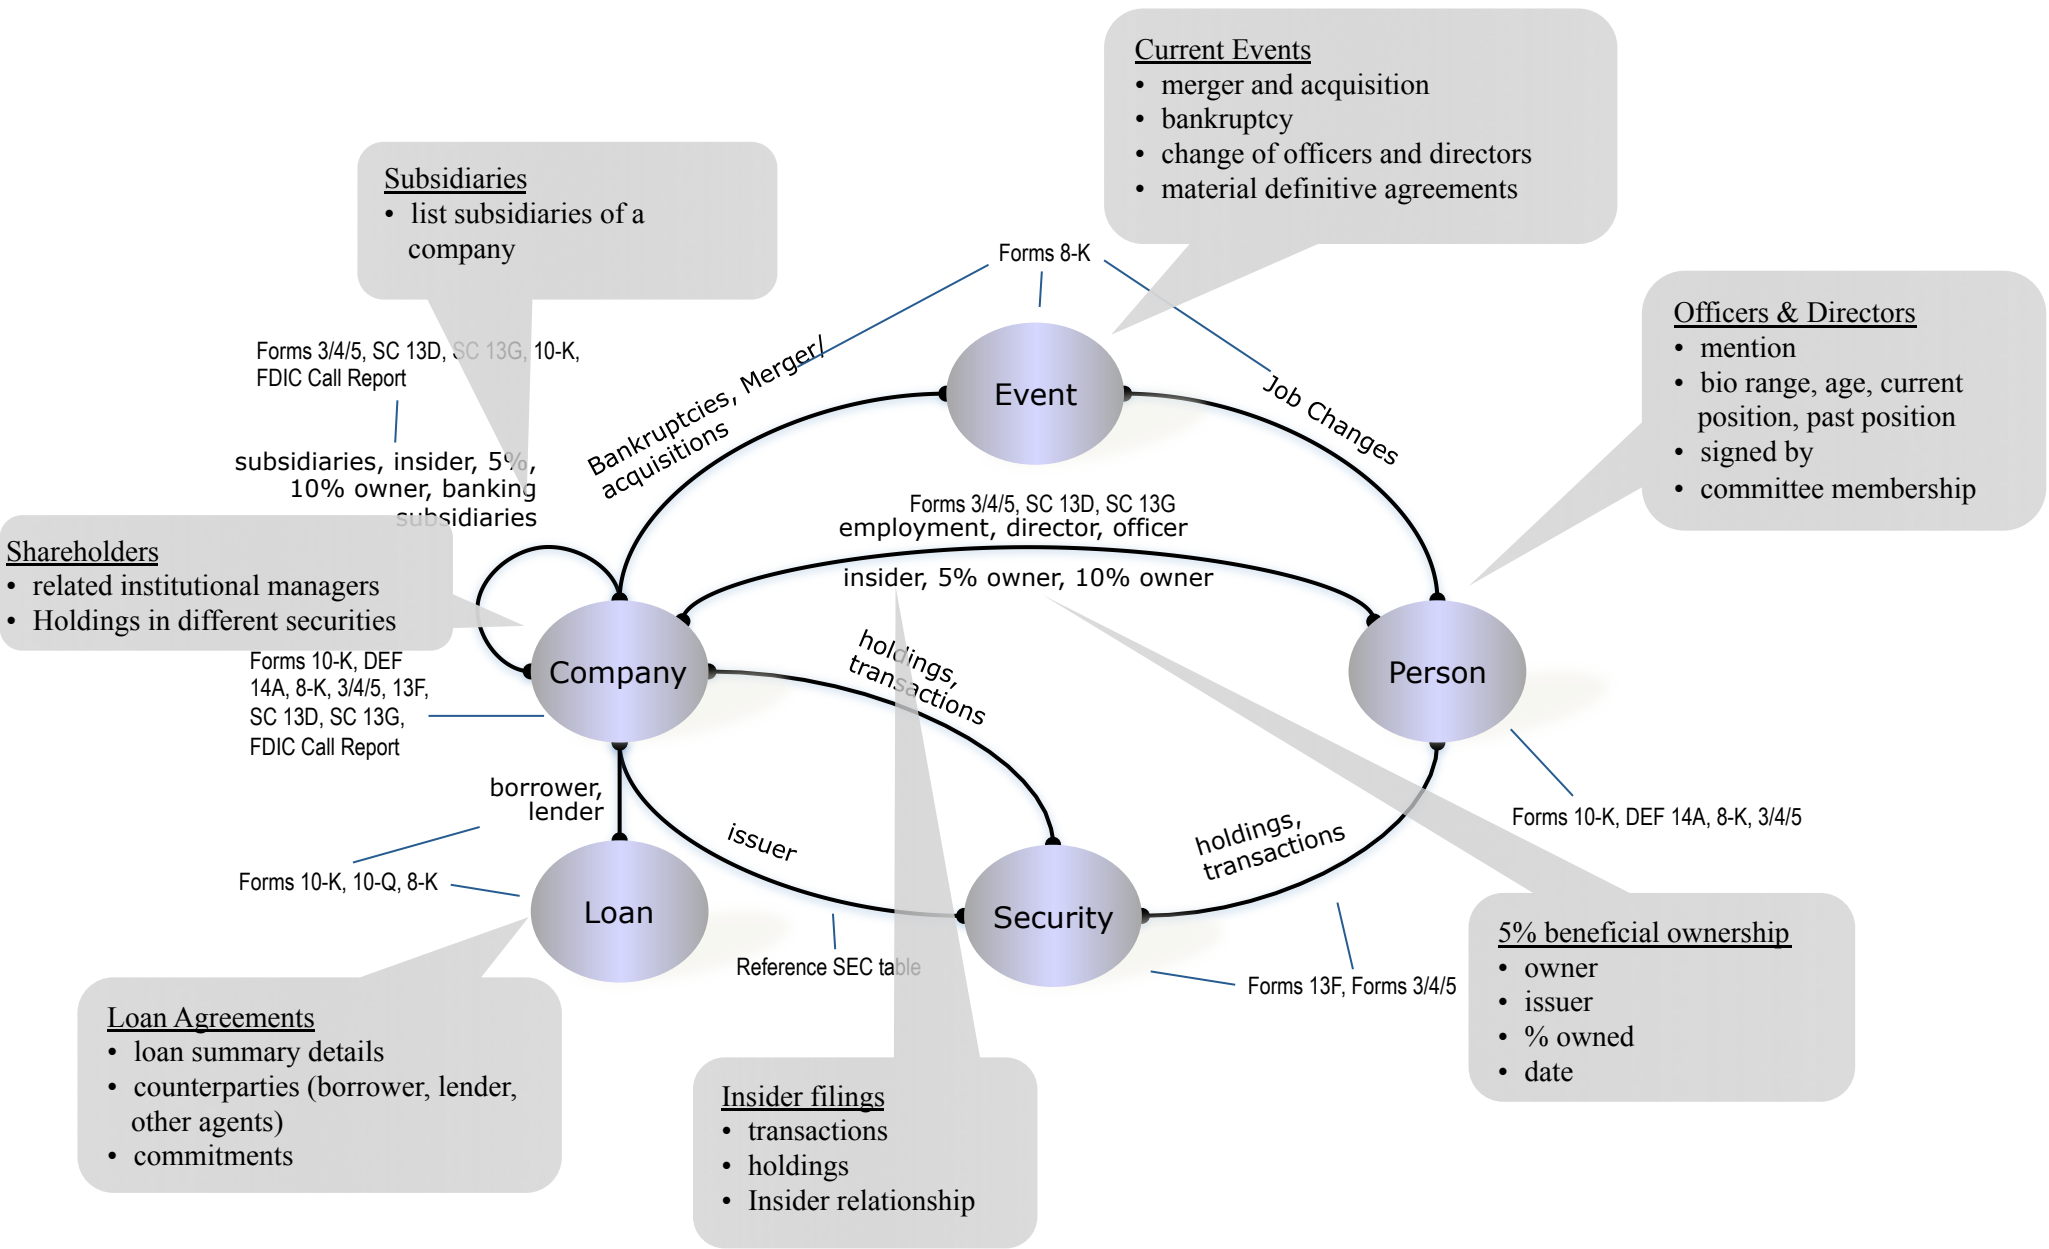 Current Events
• merger and acquisition
• bankruptcy
• change of officers and directors
• material definitive agreements
Subsidiaries
• list subsidiaries of a
company
Forms 8-K
Officers & Directors
• mention
• bio range, age, current
position, past position
• signed by
• committee membership
Forms 3/4/5, SC 13D, SC 13G, 10-K,
FDIC Call Report
Bankruptcies, Merger/
acquisitions
Event
Job Changes
subsidiaries, insider, 5%,
10% owner, banking
subsidiaries
Forms 3/4/5, SC 13D, SC 13G
employment, director, officer
insider, 5% owner, 10% owner
Shareholders
• related institutional managers
• Holdings in different securities
Company
Person
holdings,
transactions
Forms 10-K, DEF
14A, 8-K, 3/4/5, 13F,
SC 13D, SC 13G,
FDIC Call Report
borrower,
lender
issuer
holdings,
transactions
Forms 10-K, DEF 14A, 8-K, 3/4/5
Forms 10-K, 10-Q, 8-K
Loan
Security
Reference SEC table
Forms 13F, Forms 3/4/5
5% beneficial ownership
• owner
• issuer
• % owned
• date
Loan Agreements
• loan summary details
• counterparties (borrower, lender,
other agents)
• commitments
Insider filings
• transactions
• holdings
• Insider relationship